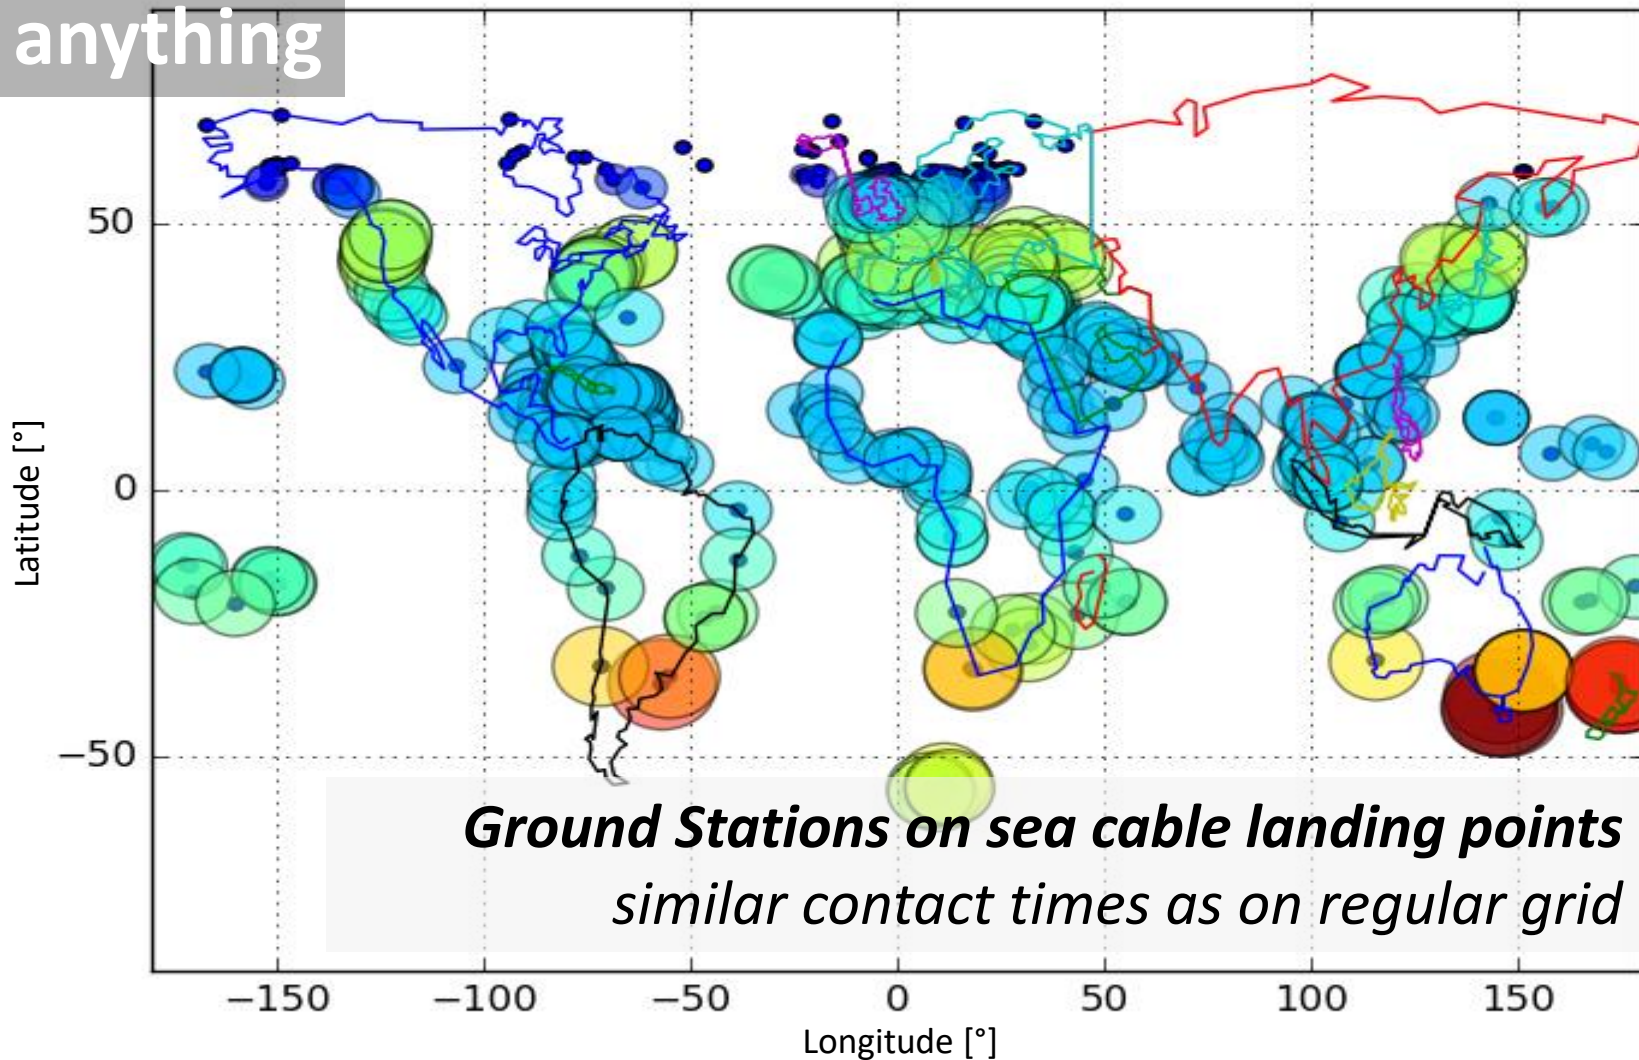 anything
50
0
−50
Latitude [°]
Ground Stations on sea cable landing points
similar contact times as on regular grid
−150 −100 −50 0 50 100 150
Longitude [°]